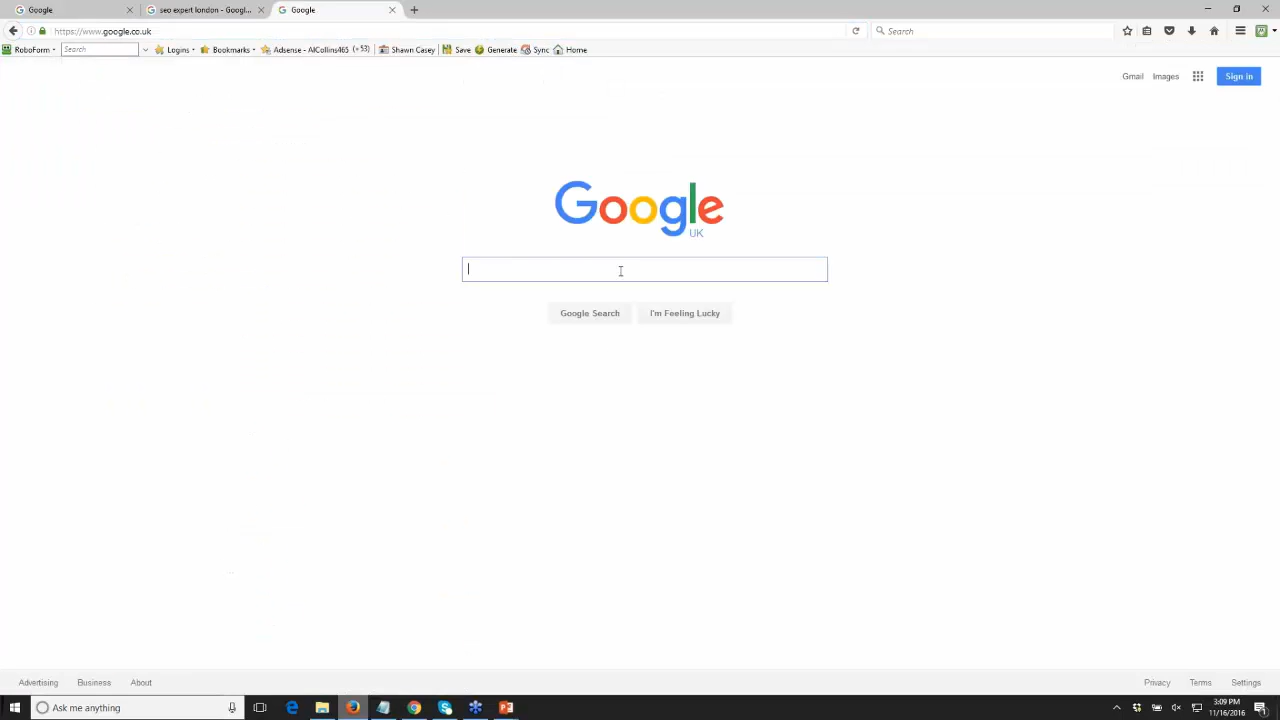 Google
seo expert london - Googl...
Google
https://www.google.co.uk
Search
RoboForm
Search
Logins
Bookmarks
Adsense - AlCollins465 (+53)
Shawn Casey
Save
Generate
Sync
Home
Gmail
Images
Sign in
Google
UK
Google Search
I'm Feeling Lucky
Advertising
Business
About
Privacy
Terms
Settings
Ask me anything
3:09 PM
11/16/2016